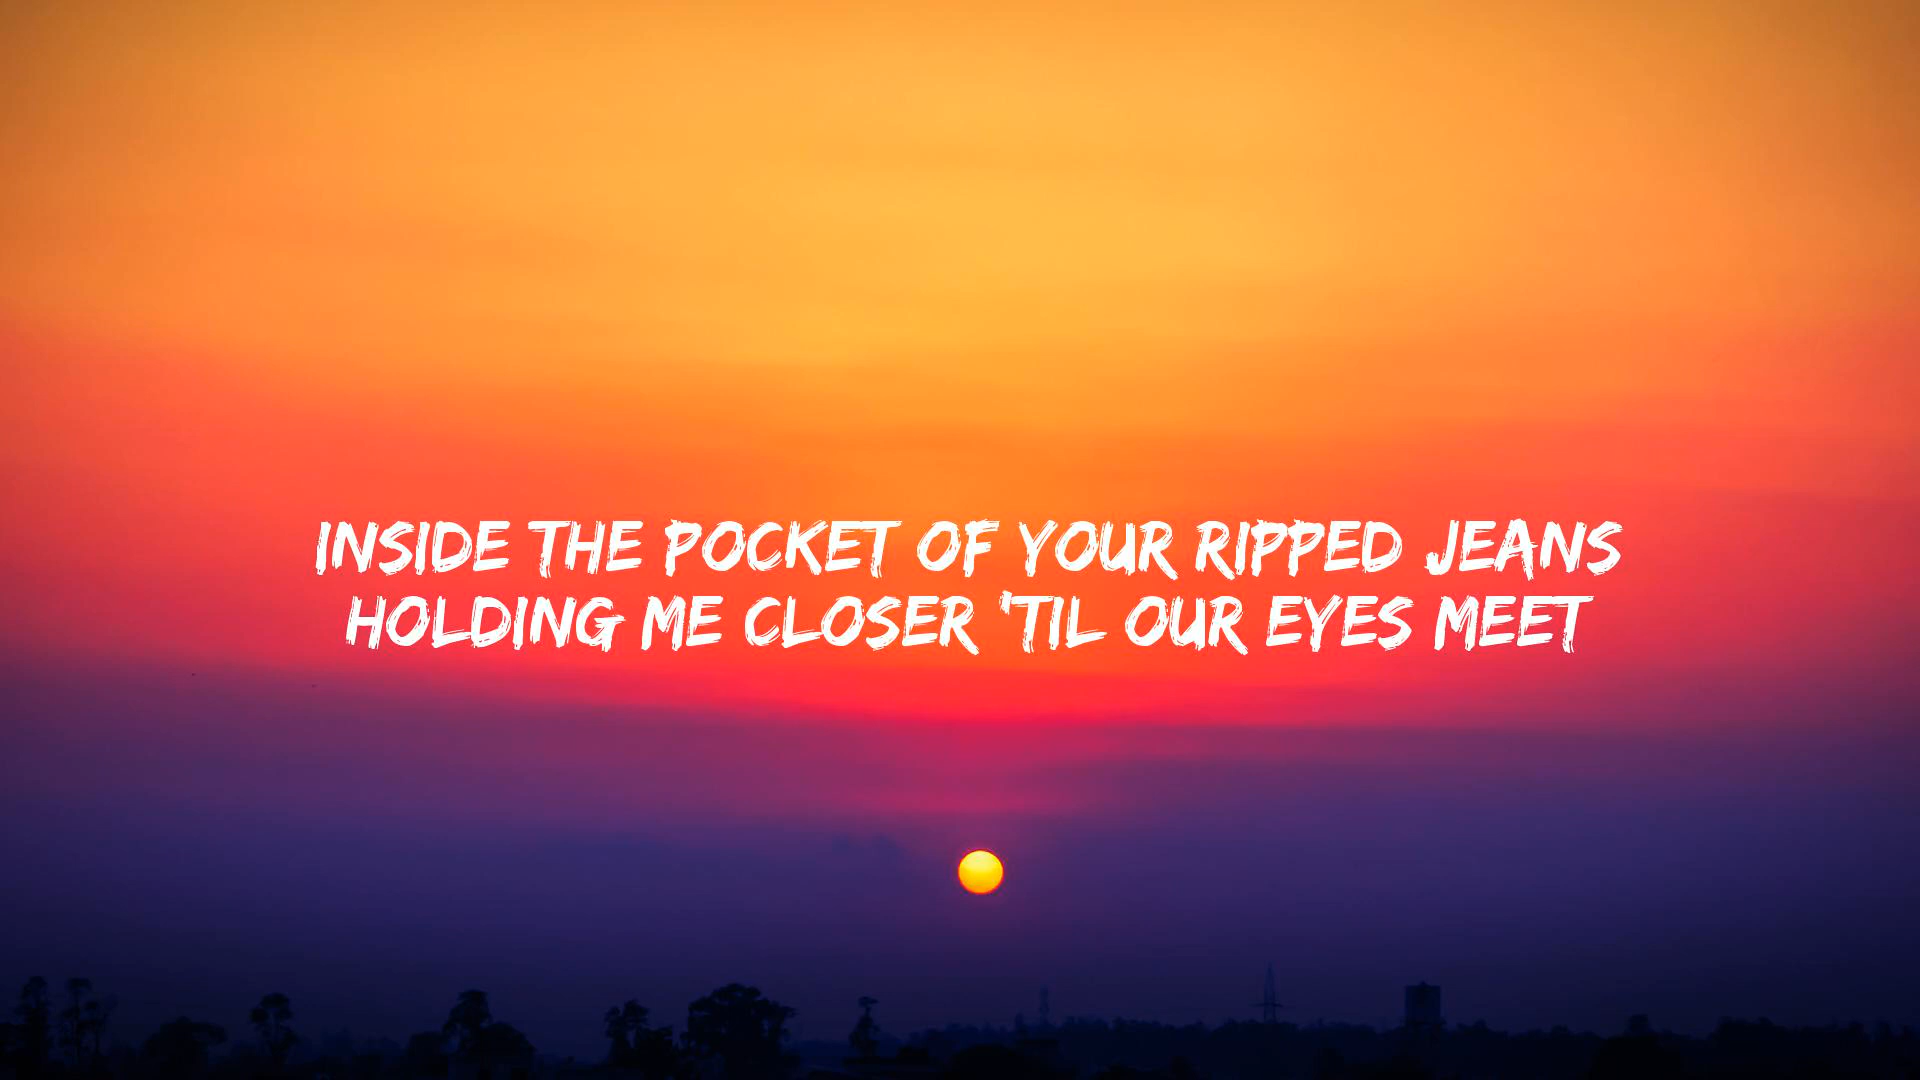 INSIDE THE POCKET OF YOUR RIPPED JEANS
HOLDING ME CLOSER 'TIL OUR EYES MEET